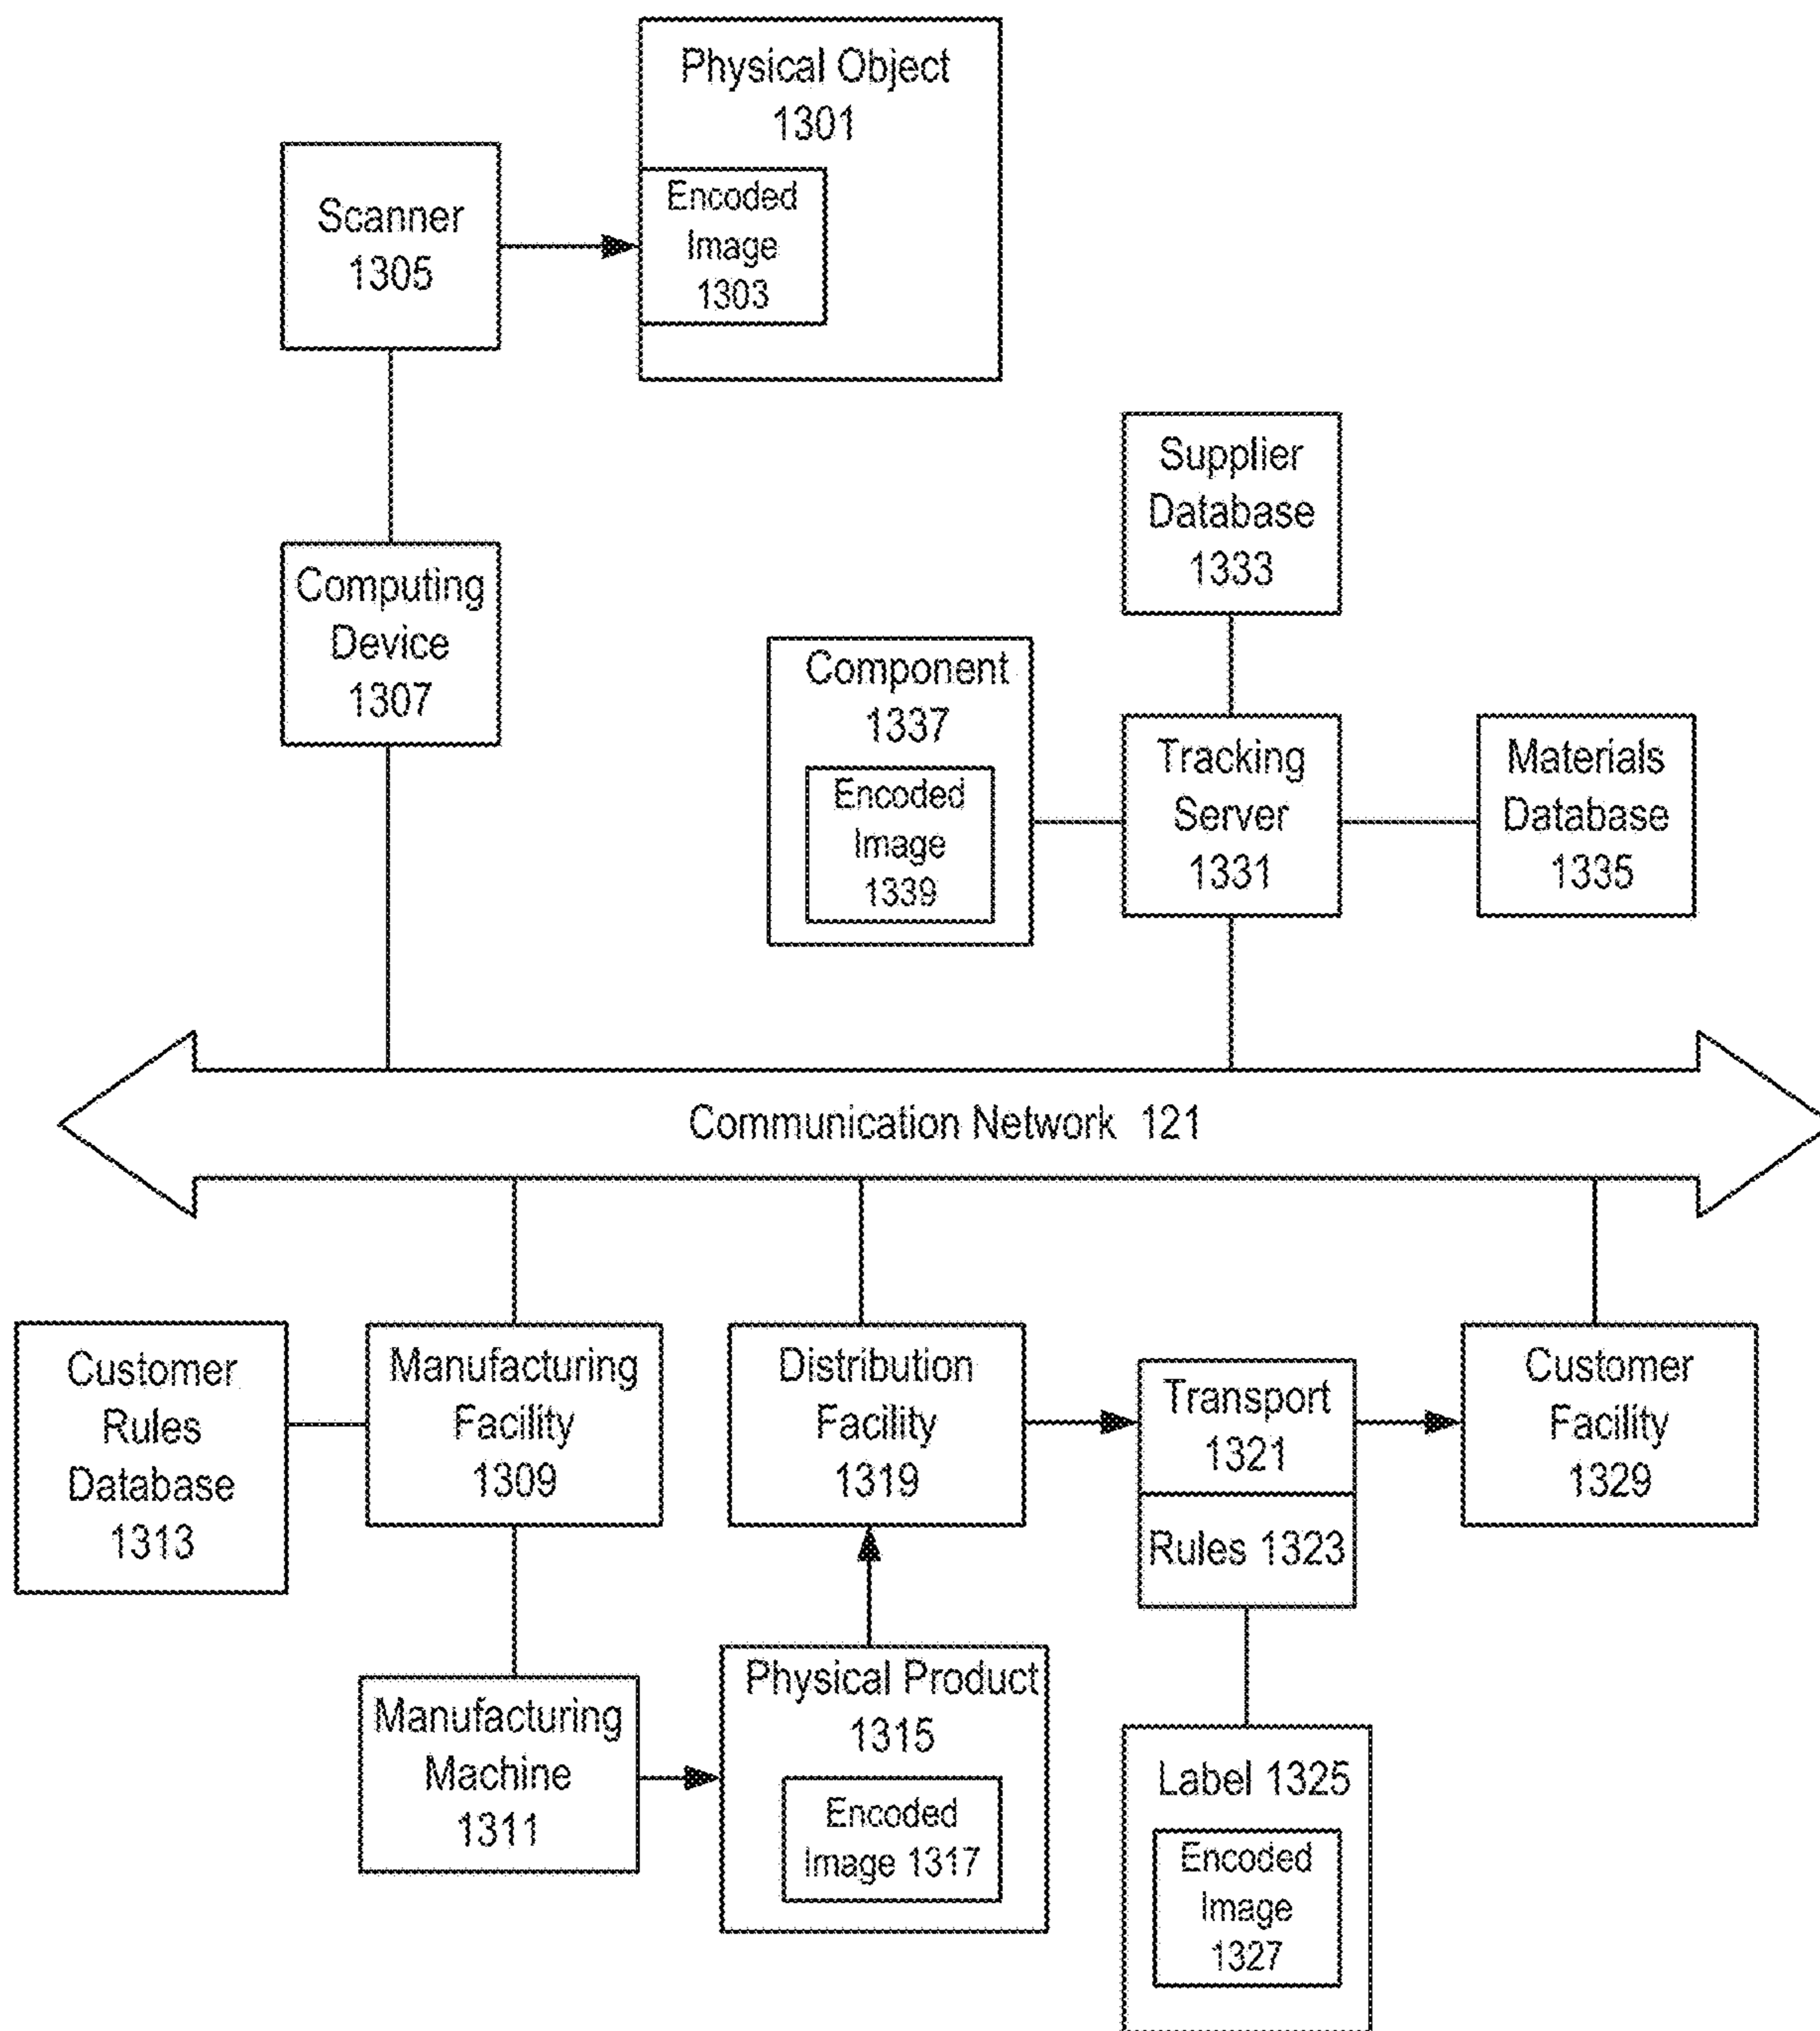 Physical Object
1301
Encoded
Image
1303
Scanner
1305
Supplier
Database
1333
Computing
Device
1307
Component
1337
Encoded
Image
1339
Tracking
Server
1331
Materials
Database
1335
Communication Network 121
Customer
Rules
Database
1313
Manufacturing
Facility
1309
Distribution
Facility
1319
Transport
1321
Rules 1323
Customer
Facility
1329
Manufacturing
Machine
1311
Physical Product
1315
Encoded
Image 1317
Label 1325
Encoded
Image
1327